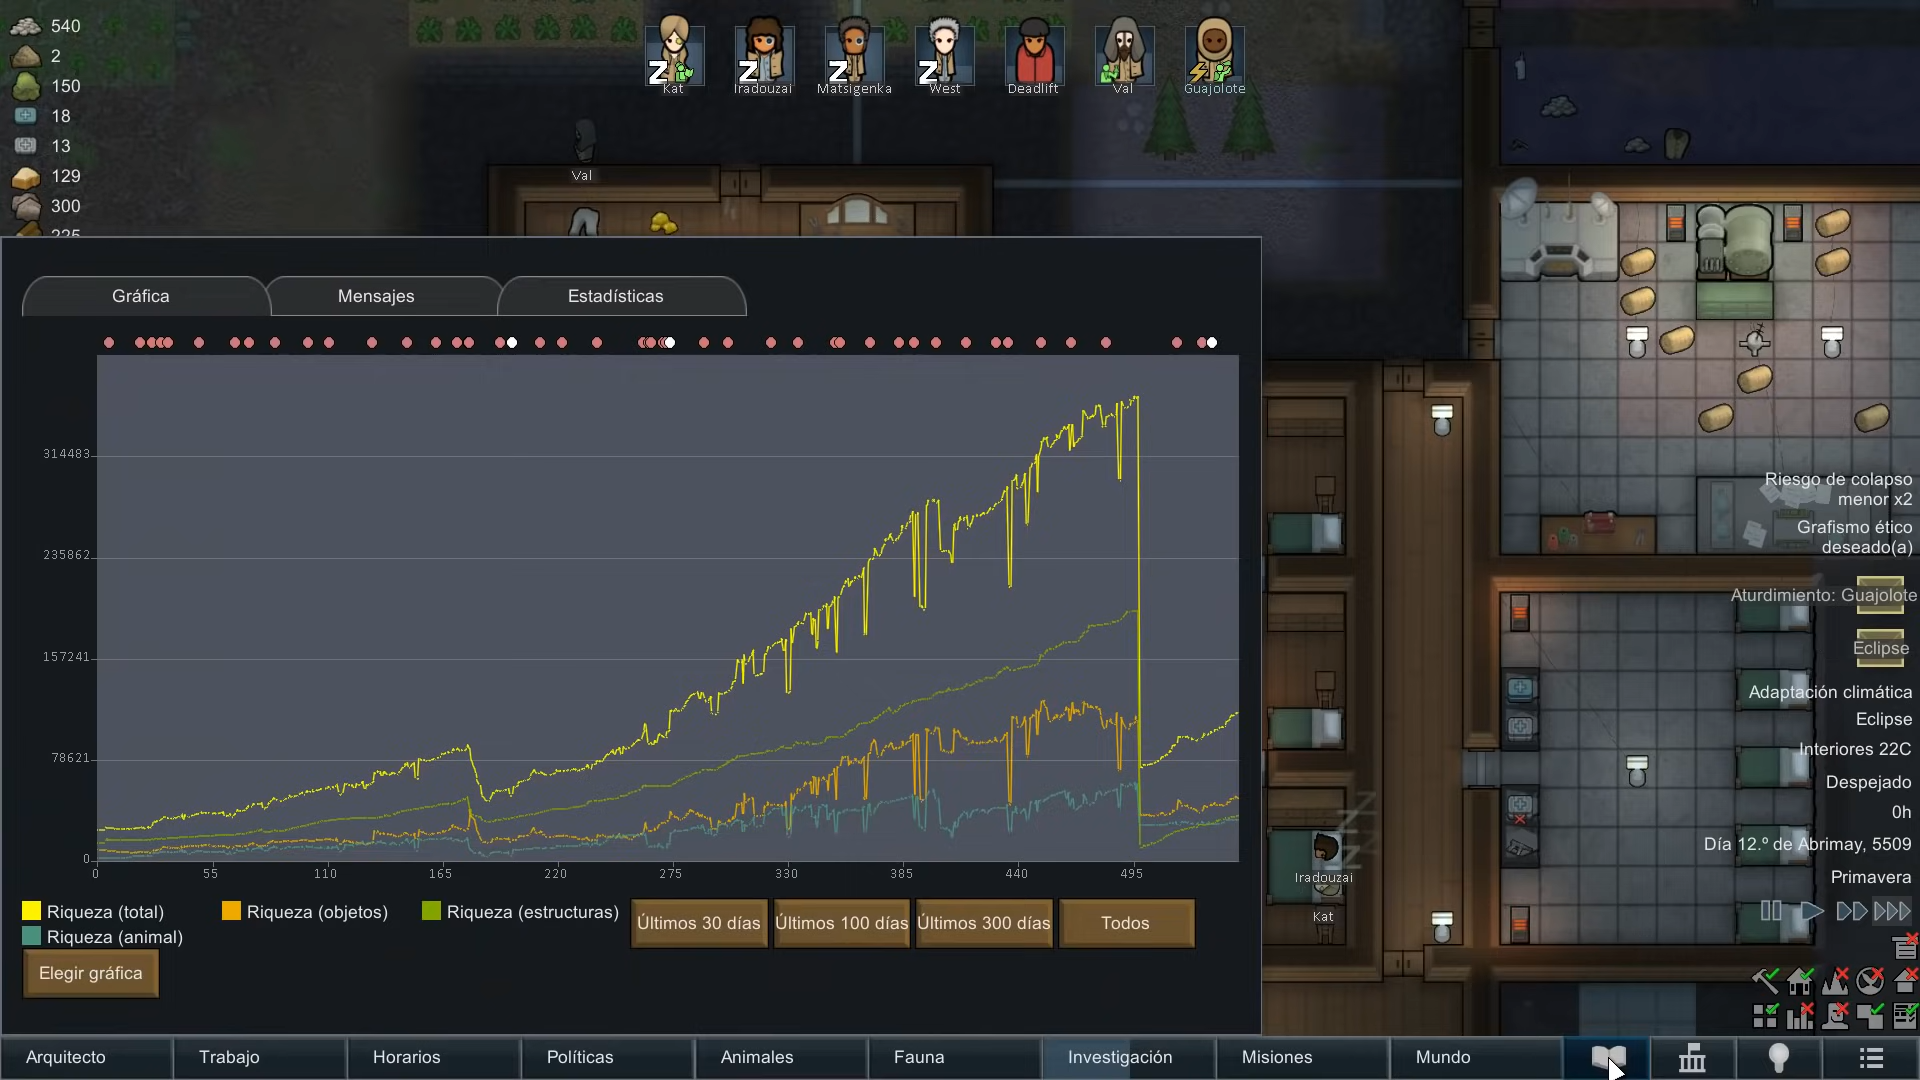 540
2
150
18
13
129
300
225
Kat
Iradouzai
Matsigenka
West
Deadlift
Val
Guajolote
Val
Gráfica
Mensajes
Estadísticas
314483
235862
157241
78621
0
0
55
110
165
220
275
330
385
440
495
Riqueza (total)
Riqueza (objetos)
Riqueza (estructuras)
Riqueza (animal)
Últimos 30 días
Últimos 100 días
Últimos 300 días
Todos
Elegir gráfica
Riesgo de colapso
menor x2
Grafismo ético
deseado(a)
Aturdimiento: Guajolote
Eclipse
Adaptación climática
Eclipse
Interiores 22C
Despejado
0h
Día 12.º de Abrimay, 5509
Primavera
Iradouzai
Kat
Arquitecto
Trabajo
Horarios
Políticas
Animales
Fauna
Investigación
Misiones
Mundo